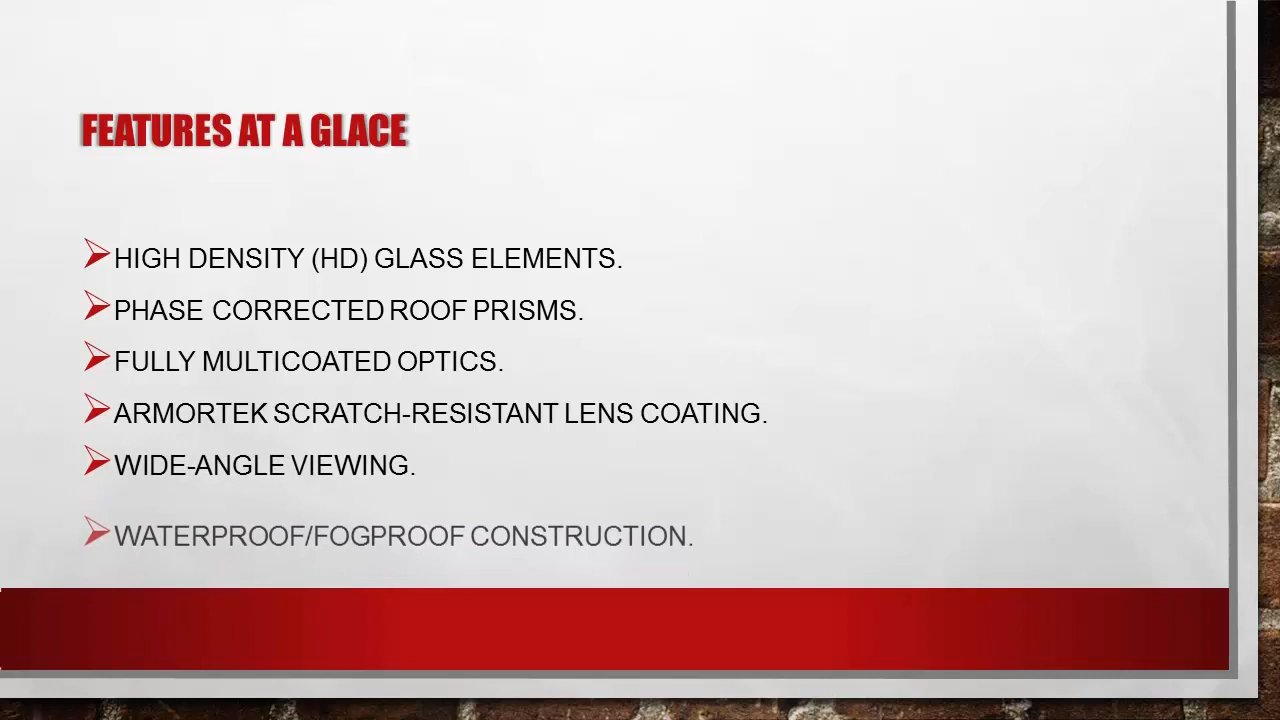 FEATURES AT A GLACE
HIGH DENSITY (HD) GLASS ELEMENTS.
PHASE CORRECTED ROOF PRISMS.
FULLY MULTICOATED OPTICS.
ARMORTEK SCRATCH-RESISTANT LENS COATING.
WIDE-ANGLE VIEWING.
WATERPROOF/FOGPROOF CONSTRUCTION.